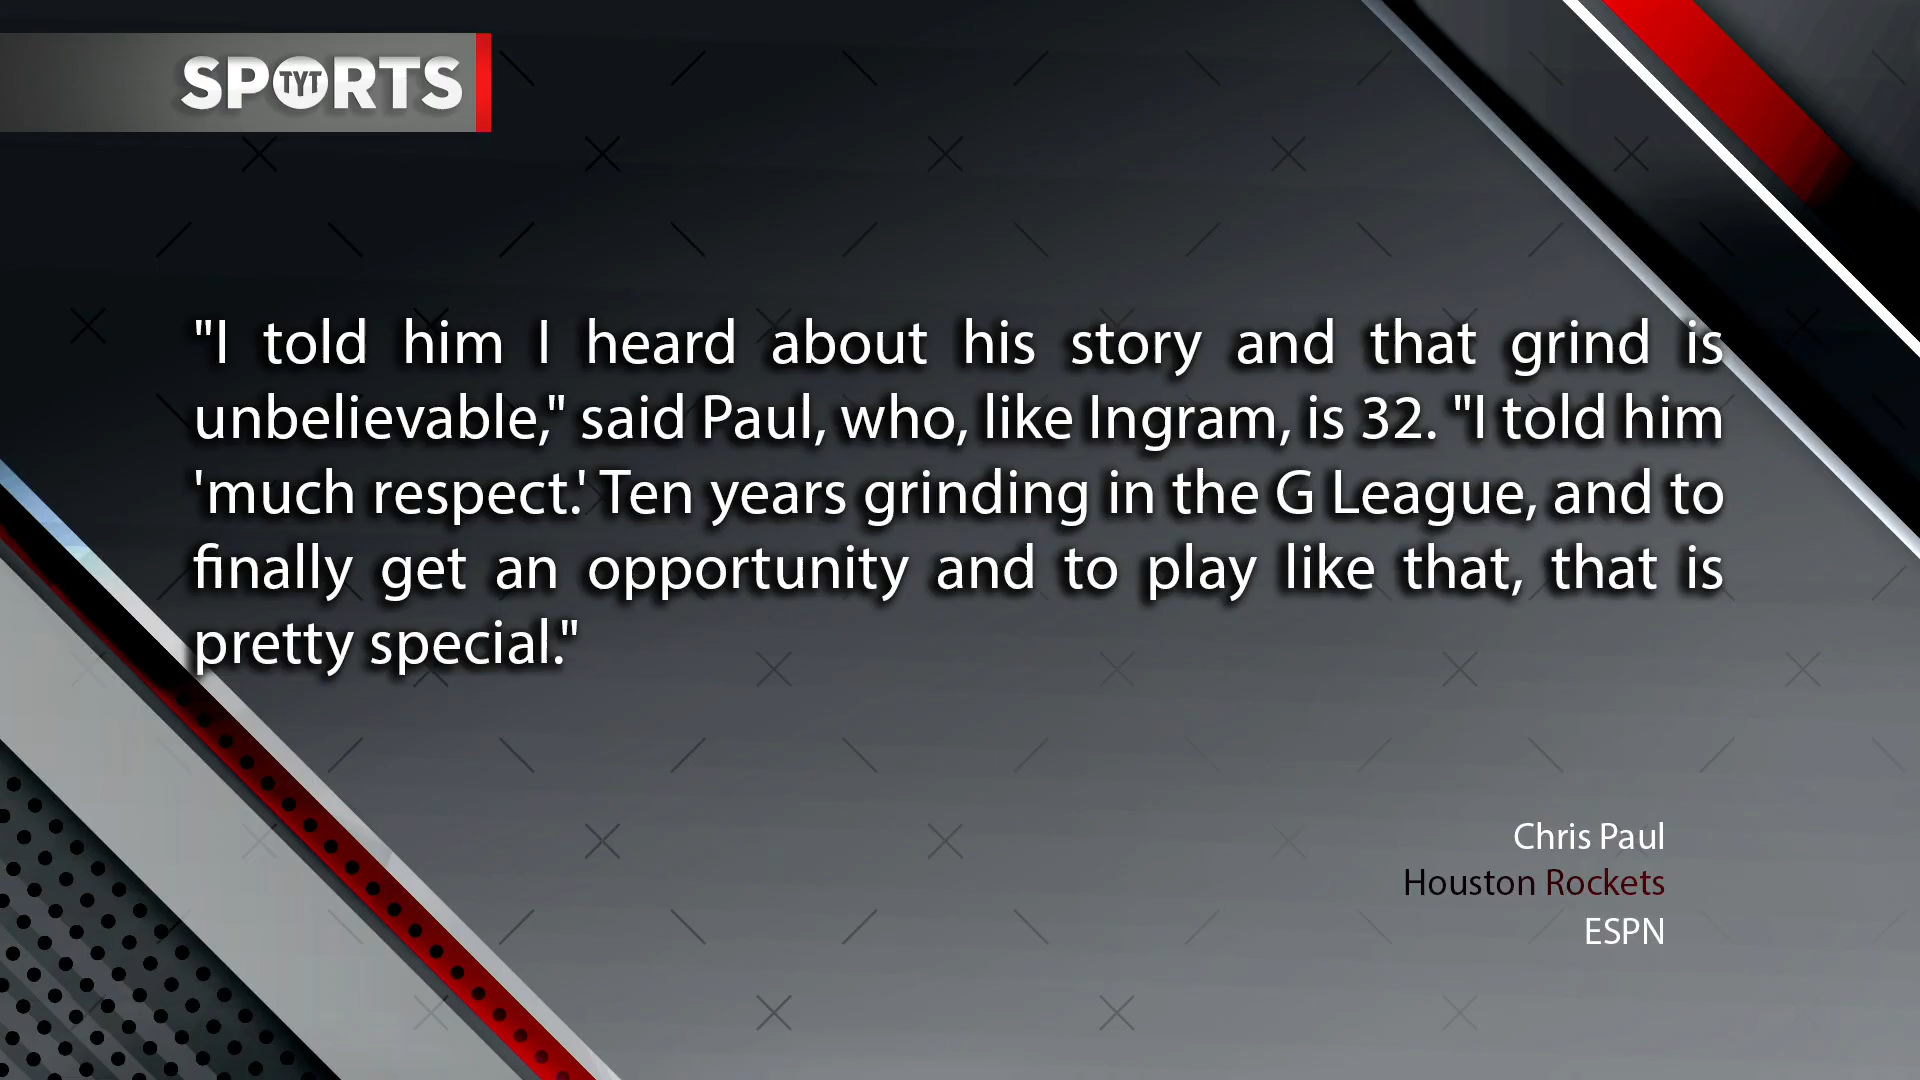 SPORTS
TYT
"I told him I heard about his story and that grind is
unbelievable," said Paul, who, like Ingram, is 32. "I told him
'much respect.' Ten years grinding in the G League, and to
finally get an opportunity and to play like that, that is
pretty special."
Chris Paul
Houston Rockets
ESPN